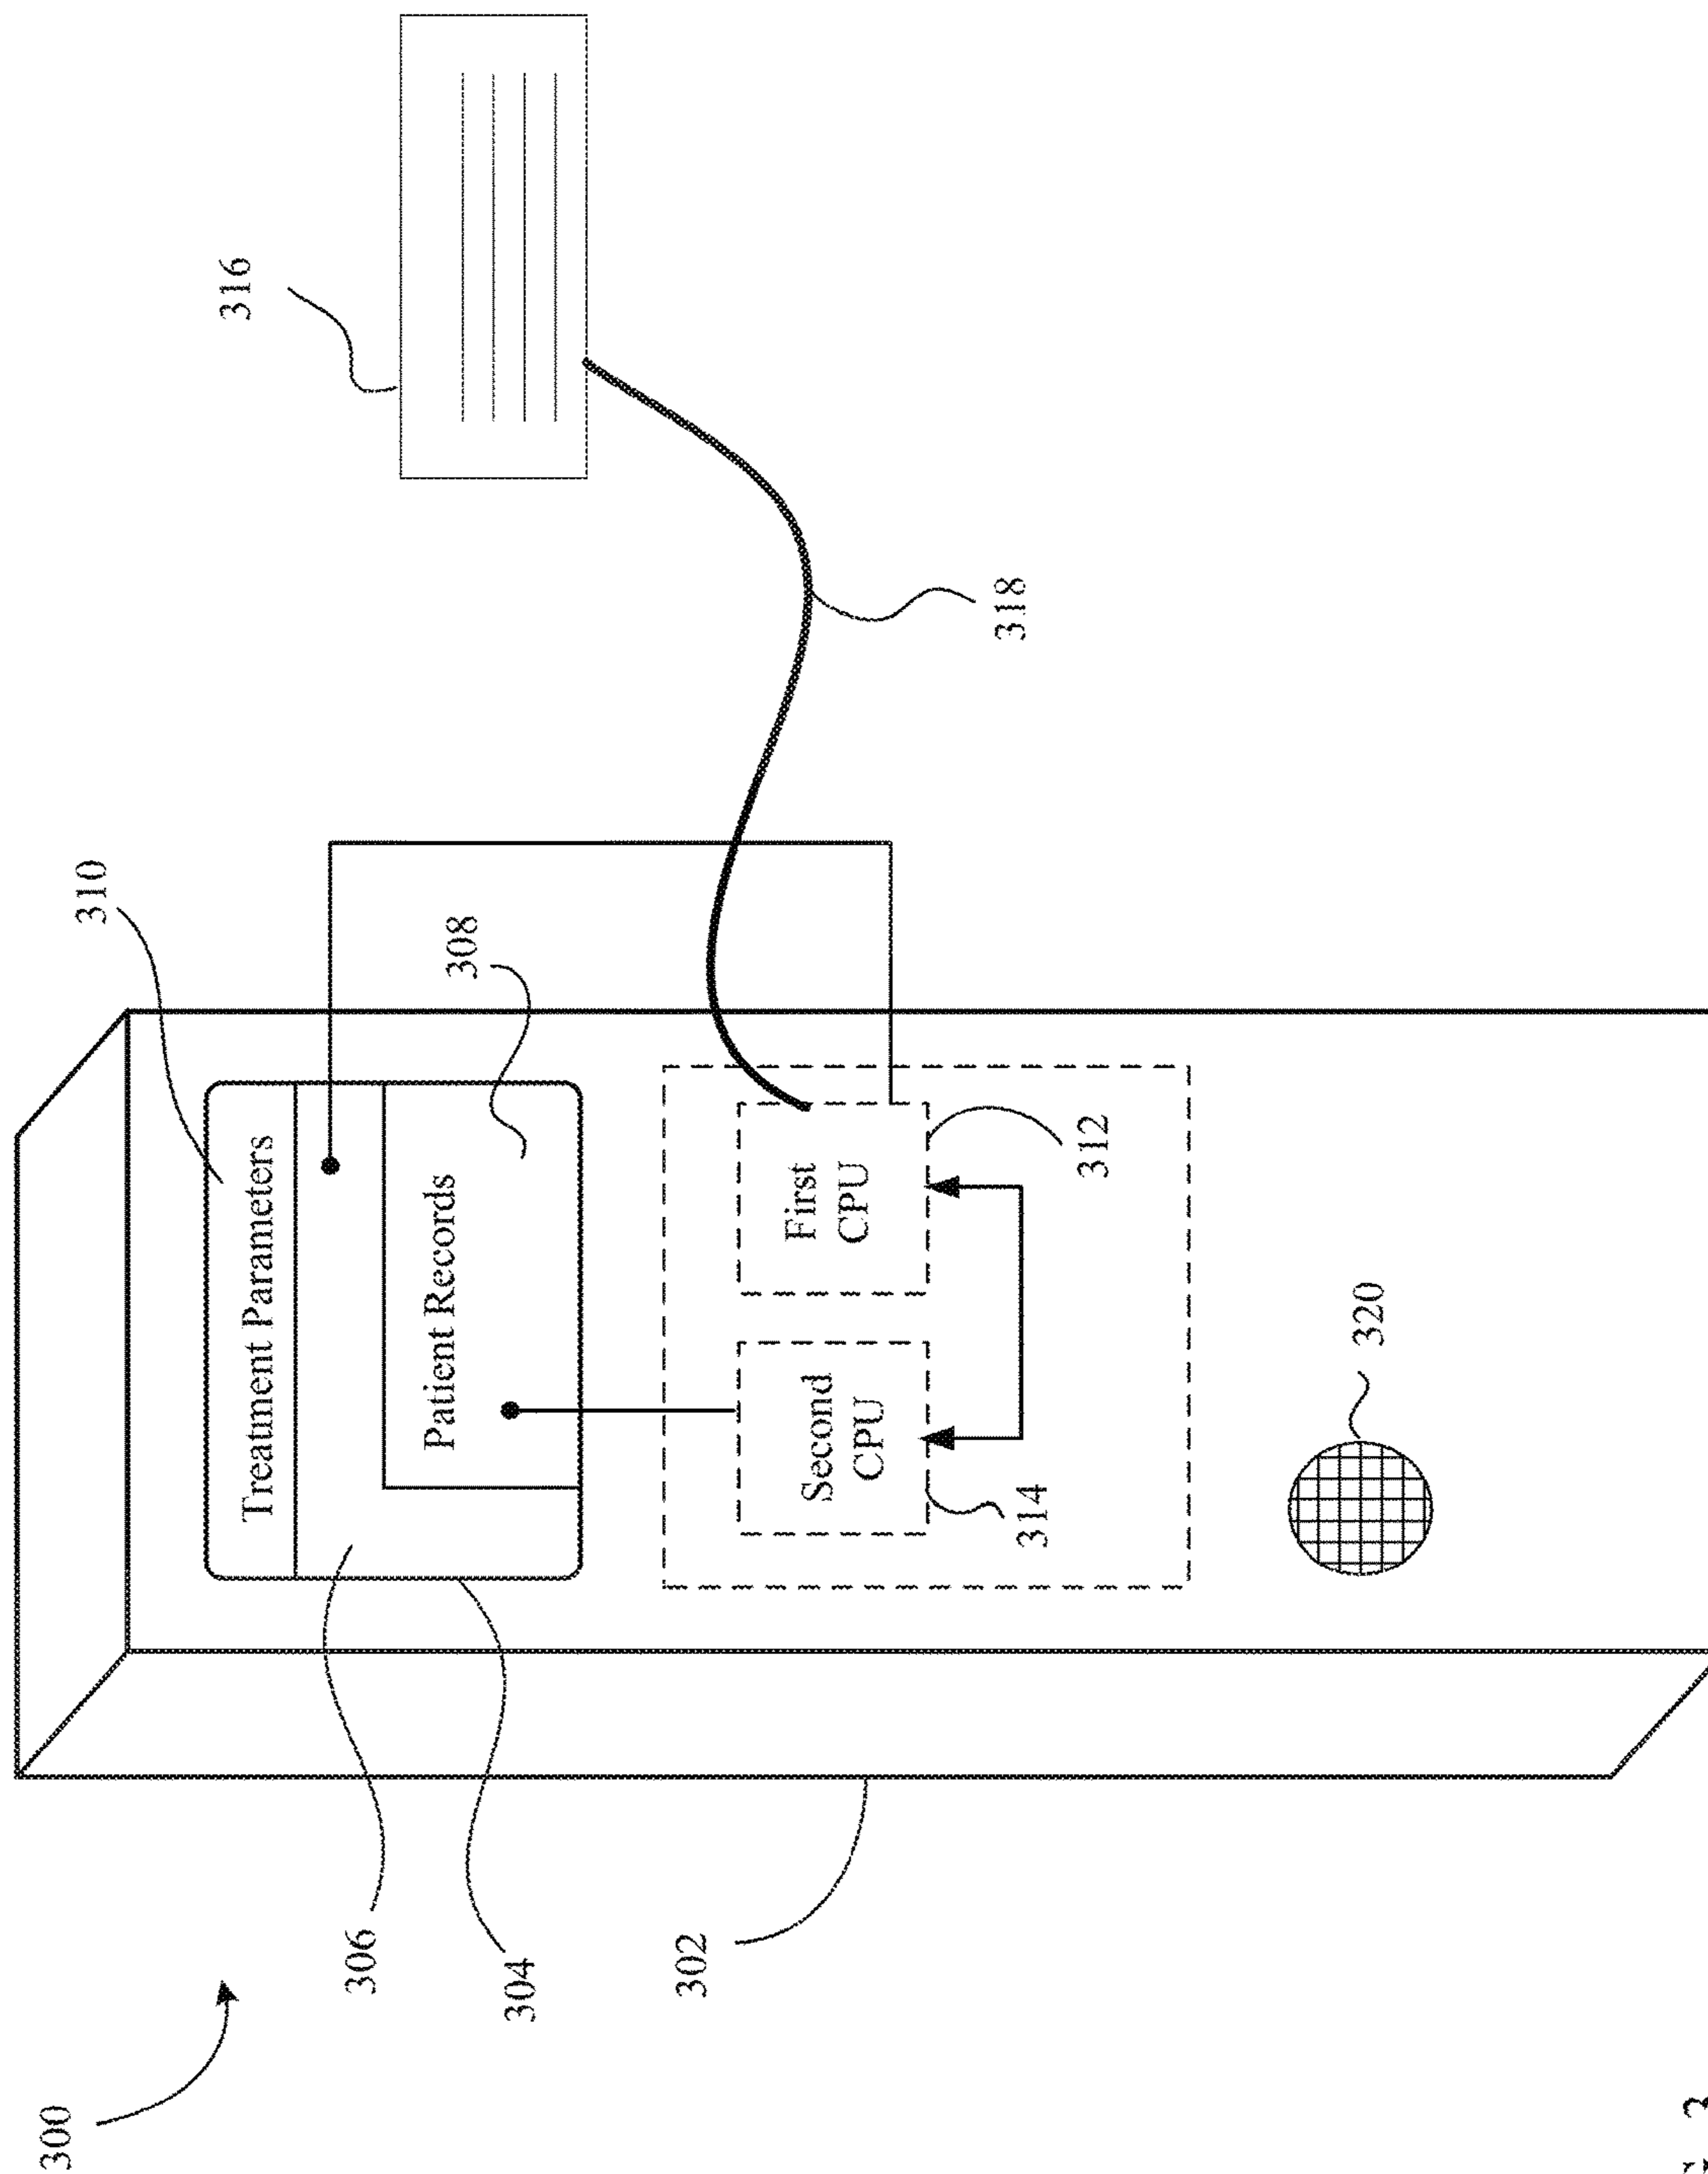 300
310
316
Treatment Parameters
306
Patient Records
308
304
302
Second
CPU
First
CPU
318
314
312
320